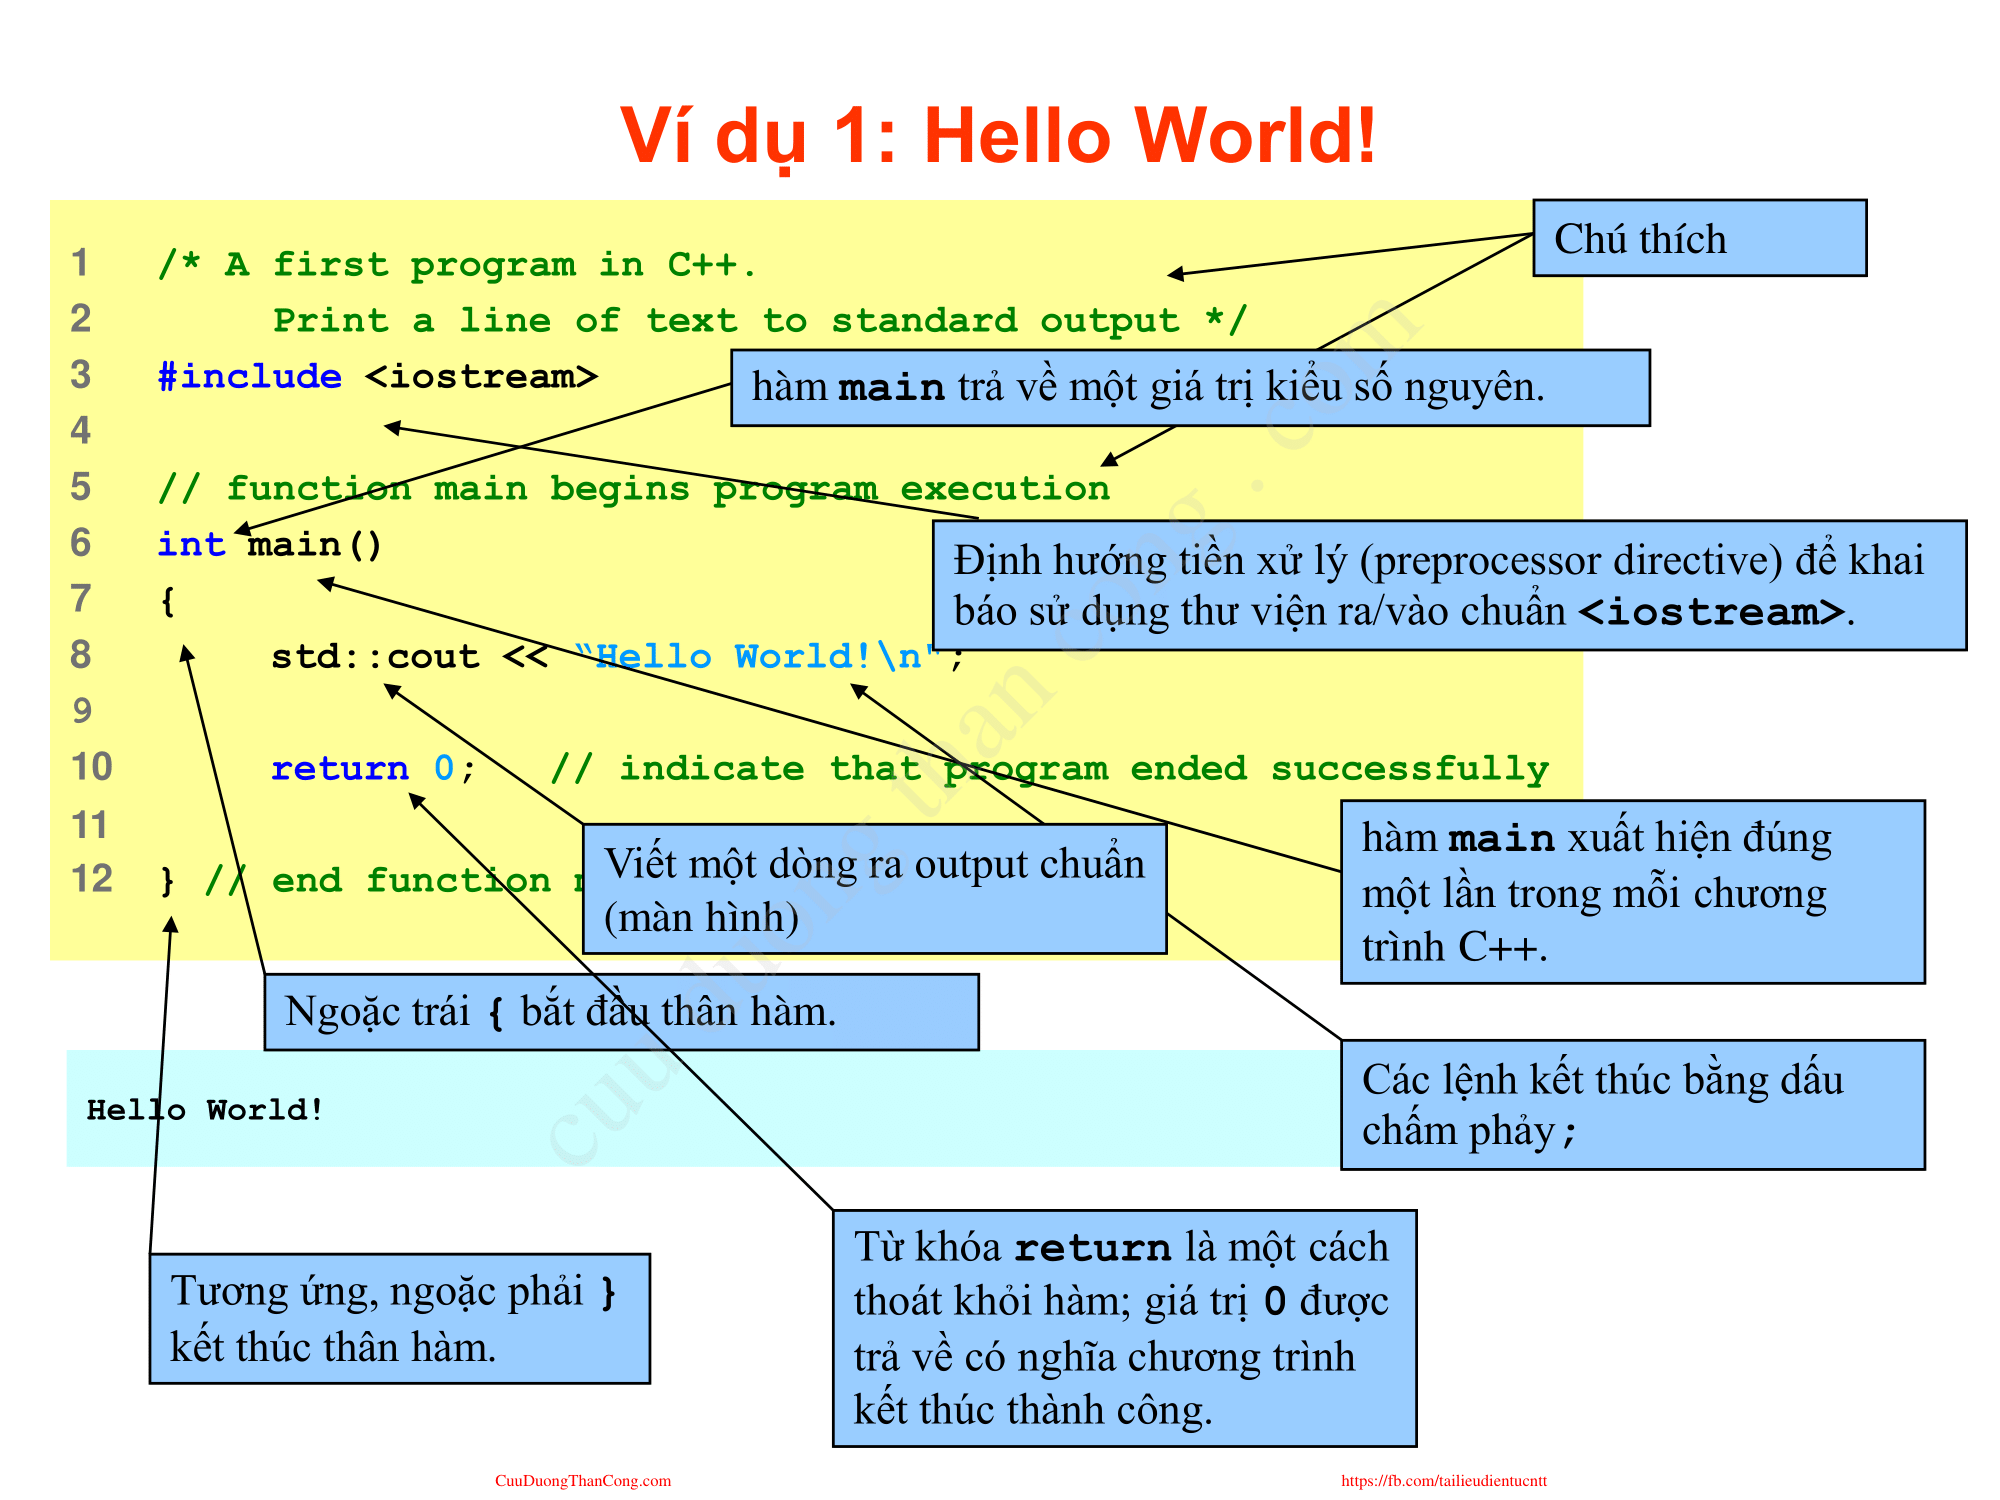 Ví dụ 1: Hello World!
Chú thích
1 /* A first program in C++.
2 Print a line of text to standard output */
3 #include <iostream>
hàm main trả về một giá trị kiểu số nguyên.
4
5 // function main begins program execution
6 int main()
Định hướng tiền xử lý (preprocessor directive) để khai
báo sử dụng thư viện ra/vào chuẩn <iostream>.
7 {
8 std::cout << “Hello World!\n";
9
10 return 0; // indicate that program ended successfully
11
12 } // end function
hàm main xuất hiện đúng
một lần trong mỗi chương
trình C++.
Viết một dòng ra output chuẩn
(màn hình)
Ngoặc trái { bắt đầu thân hàm.
Các lệnh kết thúc bằng dấu
chấm phảy;
Hello World!
Từ khóa return là một cách
thoát khỏi hàm; giá trị 0 được
trả về có nghĩa chương trình
kết thúc thành công.
Tương ứng, ngoặc phải }
kết thúc thân hàm.
cuu duong than cong . com
CuuDuongThanCong.com
https://fb.com/tailieudientucntt